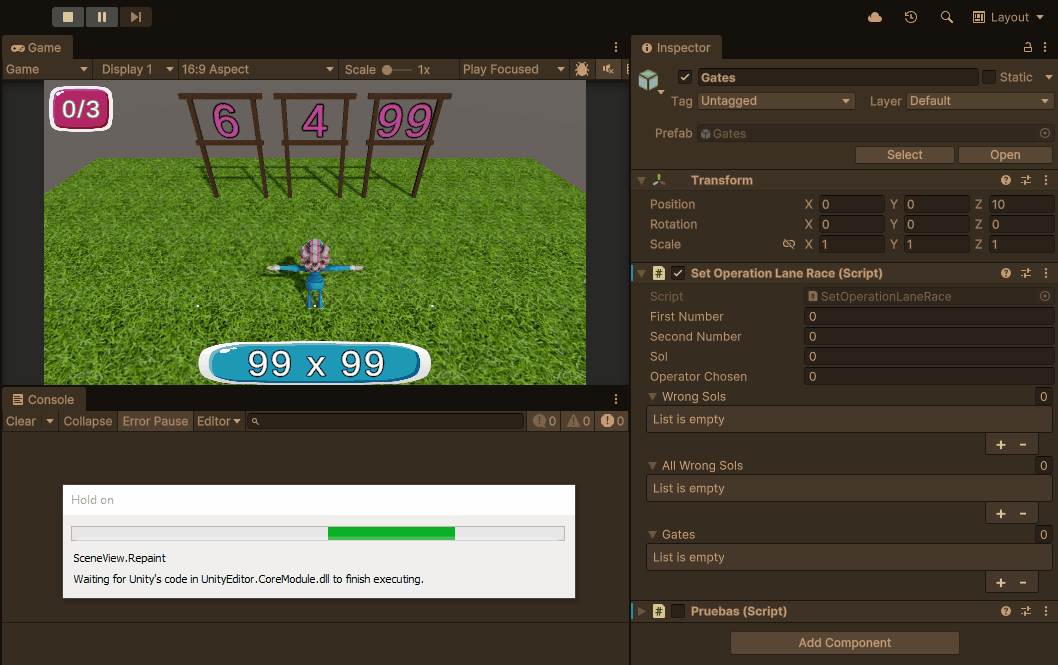 Layout
Game
Game Display 1 16:9 Aspect Scale 1x Play Focused
0/3
6 4 99
99 x 99
Console
Clear Collapse Error Pause Editor 0 0 0
Hold on
SceneView.Repaint
Waiting for Unity's code in UnityEditor.CoreModule.dll to finish executing.
Inspector
Gates Static
Tag Untagged Layer Default
Prefab Gates
Select Open
Transform
Position X 0 Y 0 Z 10
Rotation X 0 Y 0 Z 0
Scale X 1 Y 1 Z 1
# Set Operation Lane Race (Script)
Script # SetOperationLaneRace
First Number 0
Second Number 0
Sol 0
Operator Chosen 0
Wrong Sols 0
List is empty
+ -
All Wrong Sols 0
List is empty
+ -
Gates 0
List is empty
+ -
# Pruebas (Script)
Add Component